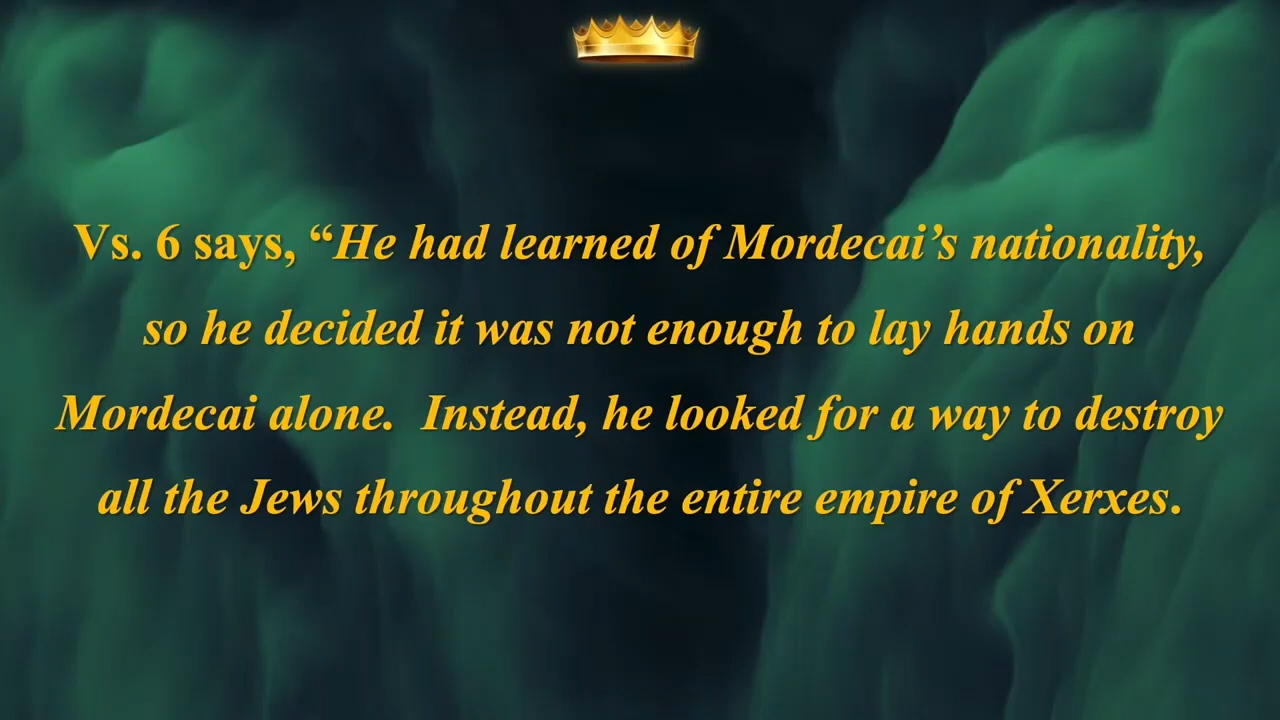 Vs. 6 says, “He had learned of Mordecai’s nationality,
so he decided it was not enough to lay hands on
Mordecai alone.  Instead, he looked for a way to destroy
all the Jews throughout the entire empire of Xerxes.